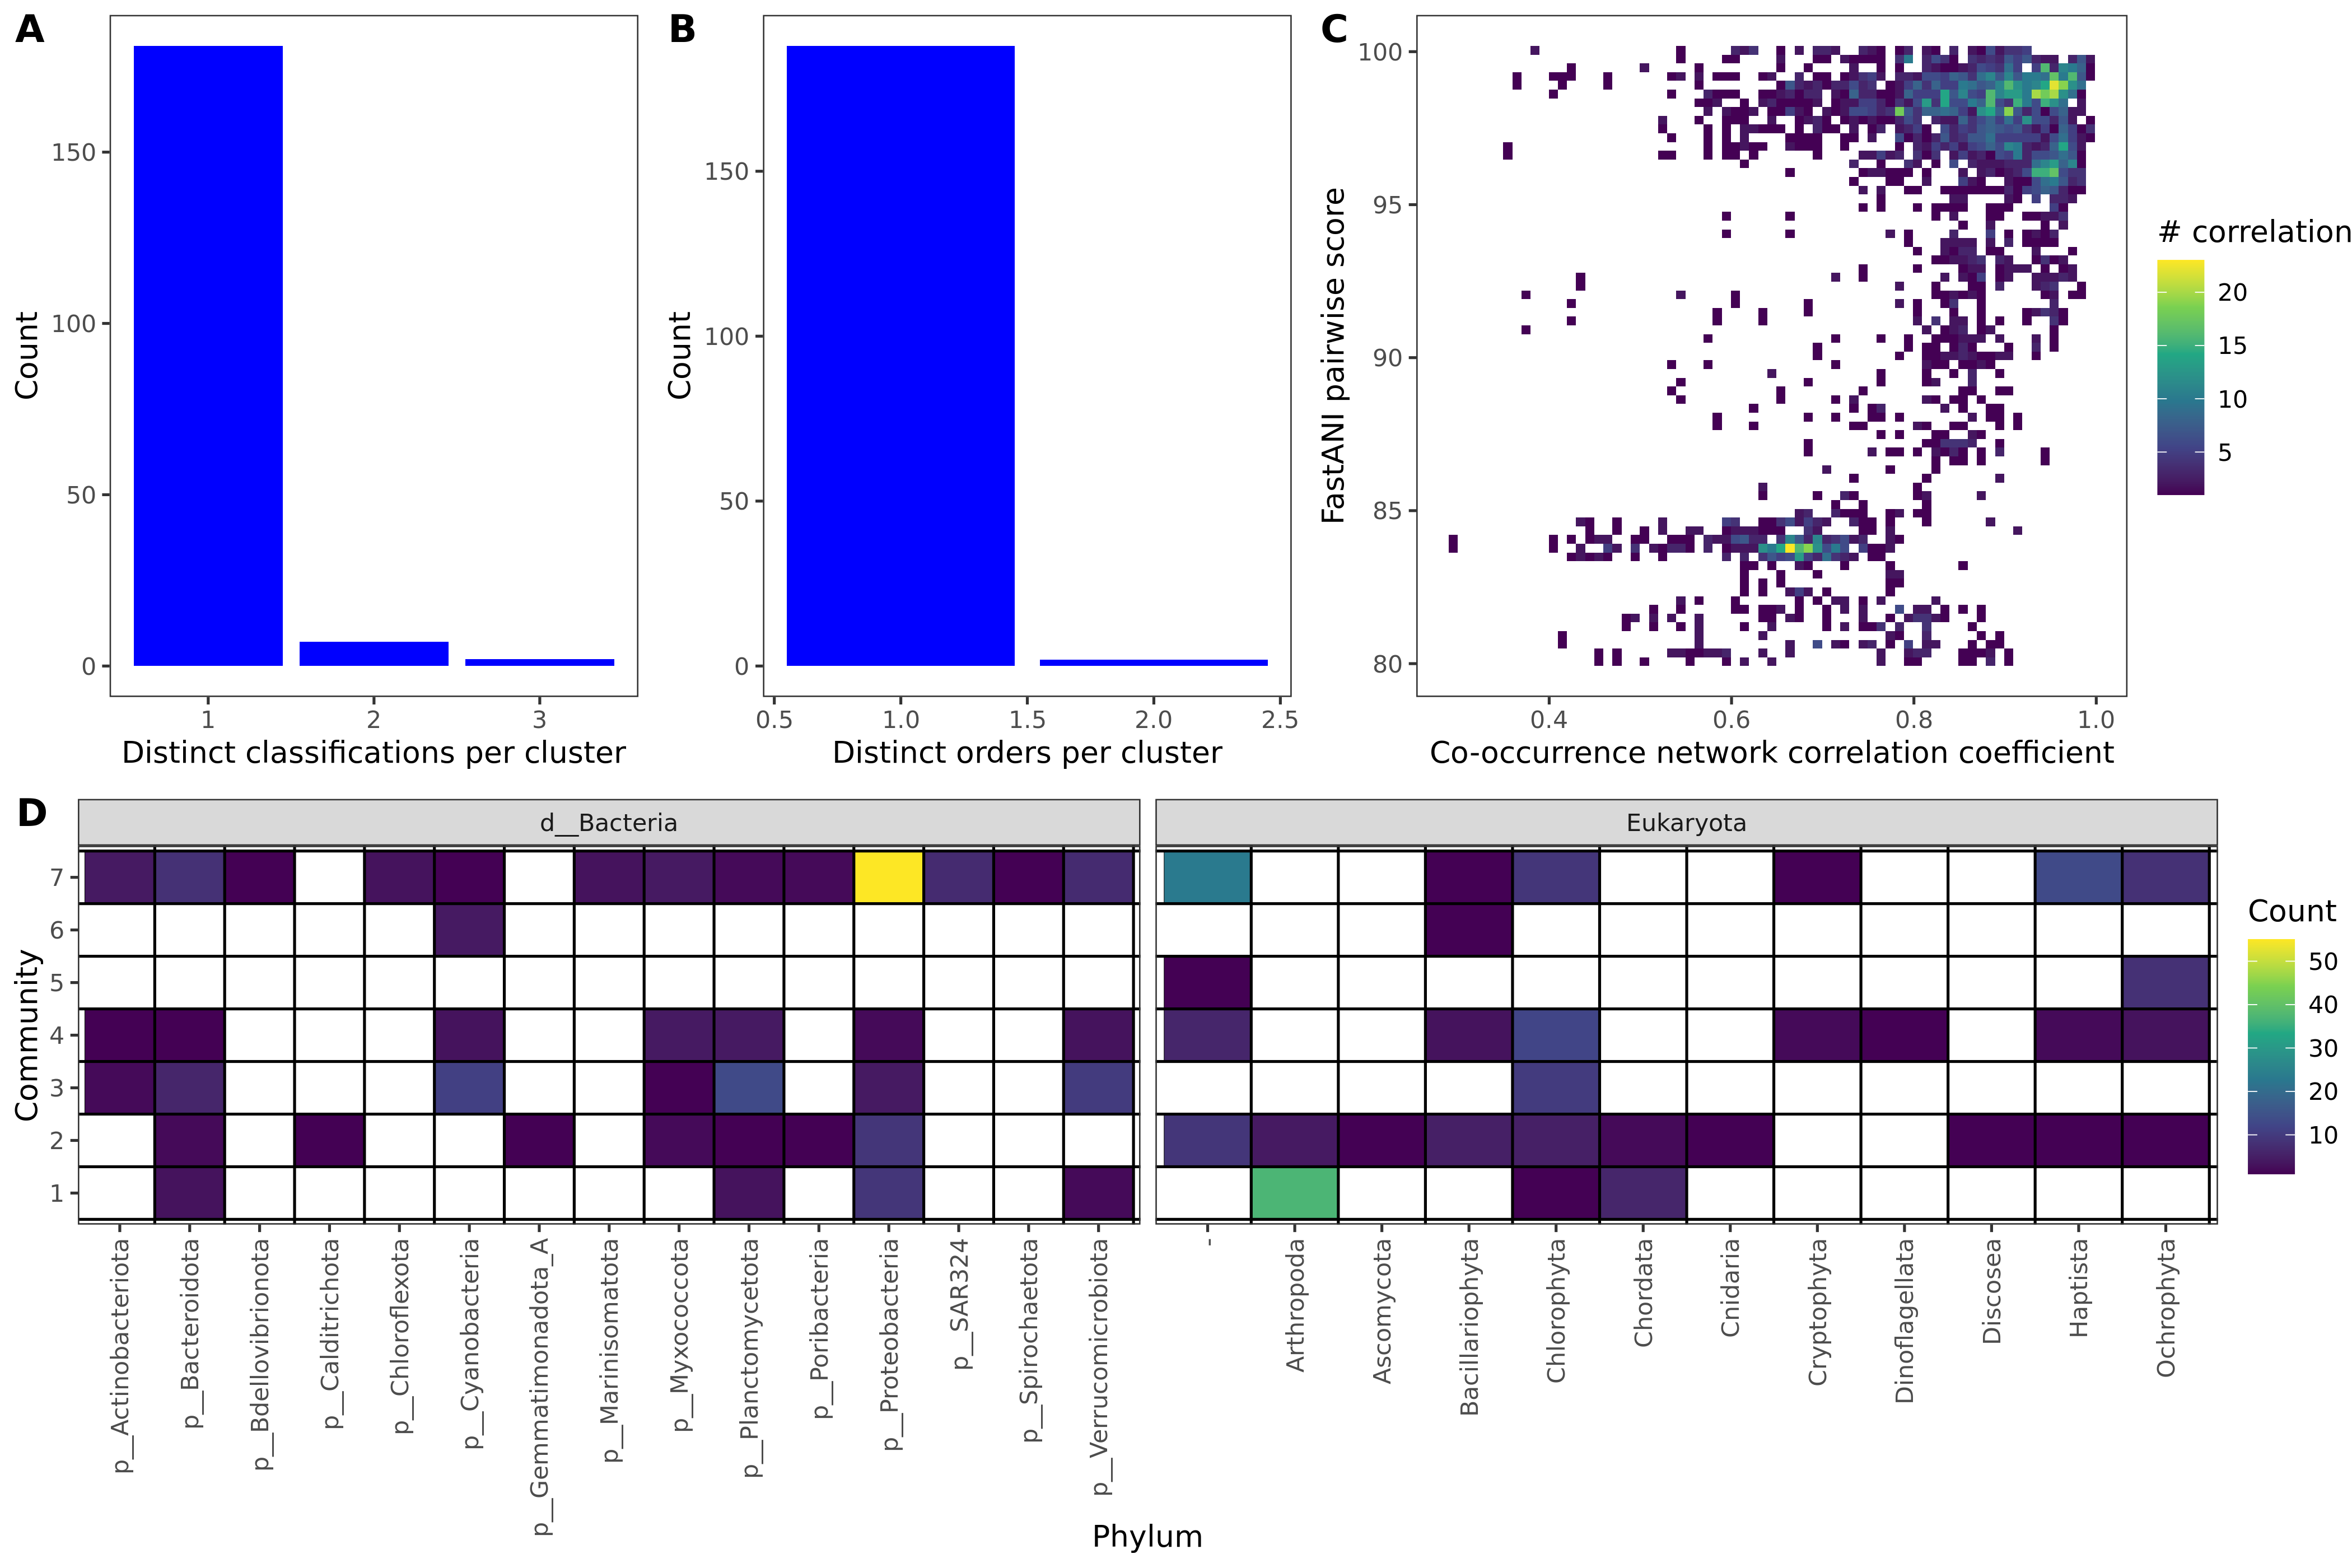 A
B
C
Count
150
100
50
0
1
2
3
Distinct classifications per cluster
Count
150
100
50
0
0.5
1.0
1.5
2.0
2.5
Distinct orders per cluster
FastANI pairwise score
100
95
90
85
80
0.4
0.6
0.8
1.0
Co-occurrence network correlation coefficient
# correlation
20
15
10
5
D
d__Bacteria
Eukaryota
Community
7
6
5
4
3
2
1
p__Actinobacteriota
p__Bacteroidota
p__Bdellovibrionota
p__Calditrichota
p__Chloroflexota
p__Cyanobacteria
p__Gemmatimonadota_A
p__Marinisomatota
p__Myxococcota
p__Planctomycetota
p__Poribacteria
p__Proteobacteria
p__SAR324
p__Spirochaetota
p__Verrucomicrobiota
-
Arthropoda
Ascomycota
Bacillariophyta
Chlorophyta
Chordata
Cnidaria
Cryptophyta
Dinoflagellata
Discosea
Haptista
Ochrophyta
Phylum
Count
50
40
30
20
10